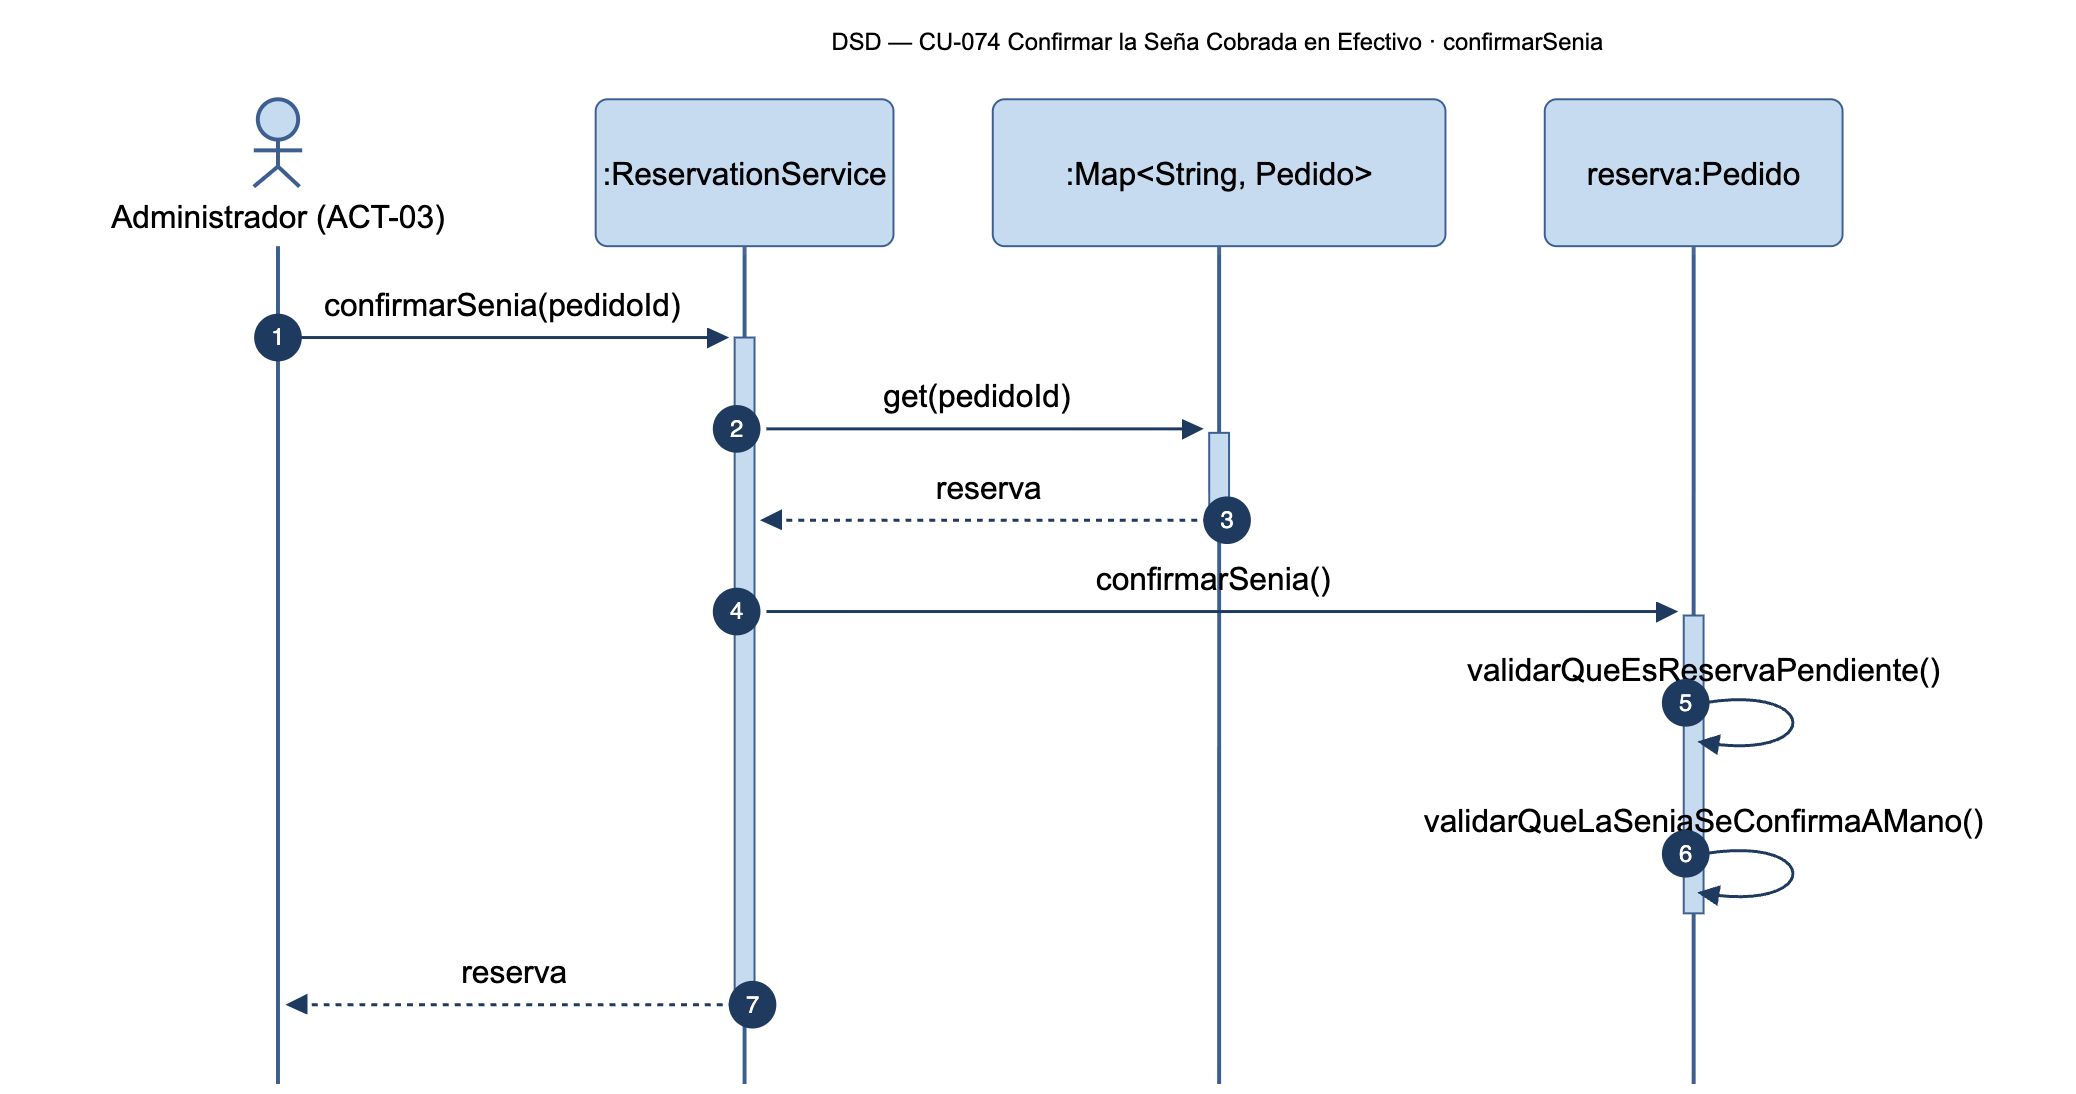 DSD — CU-074 Confirmar la Seña Cobrada en Efectivo · confirmarSenia
Administrador (ACT-03)
:ReservationService
:Map<String, Pedido>
reserva:Pedido
confirmarSenia(pedidoId)
1
get(pedidoId)
2
reserva
3
confirmarSenia()
4
validarQueEsReservaPendiente()
5
validarQueLaSeniaSeConfirmaAMano()
6
reserva
7